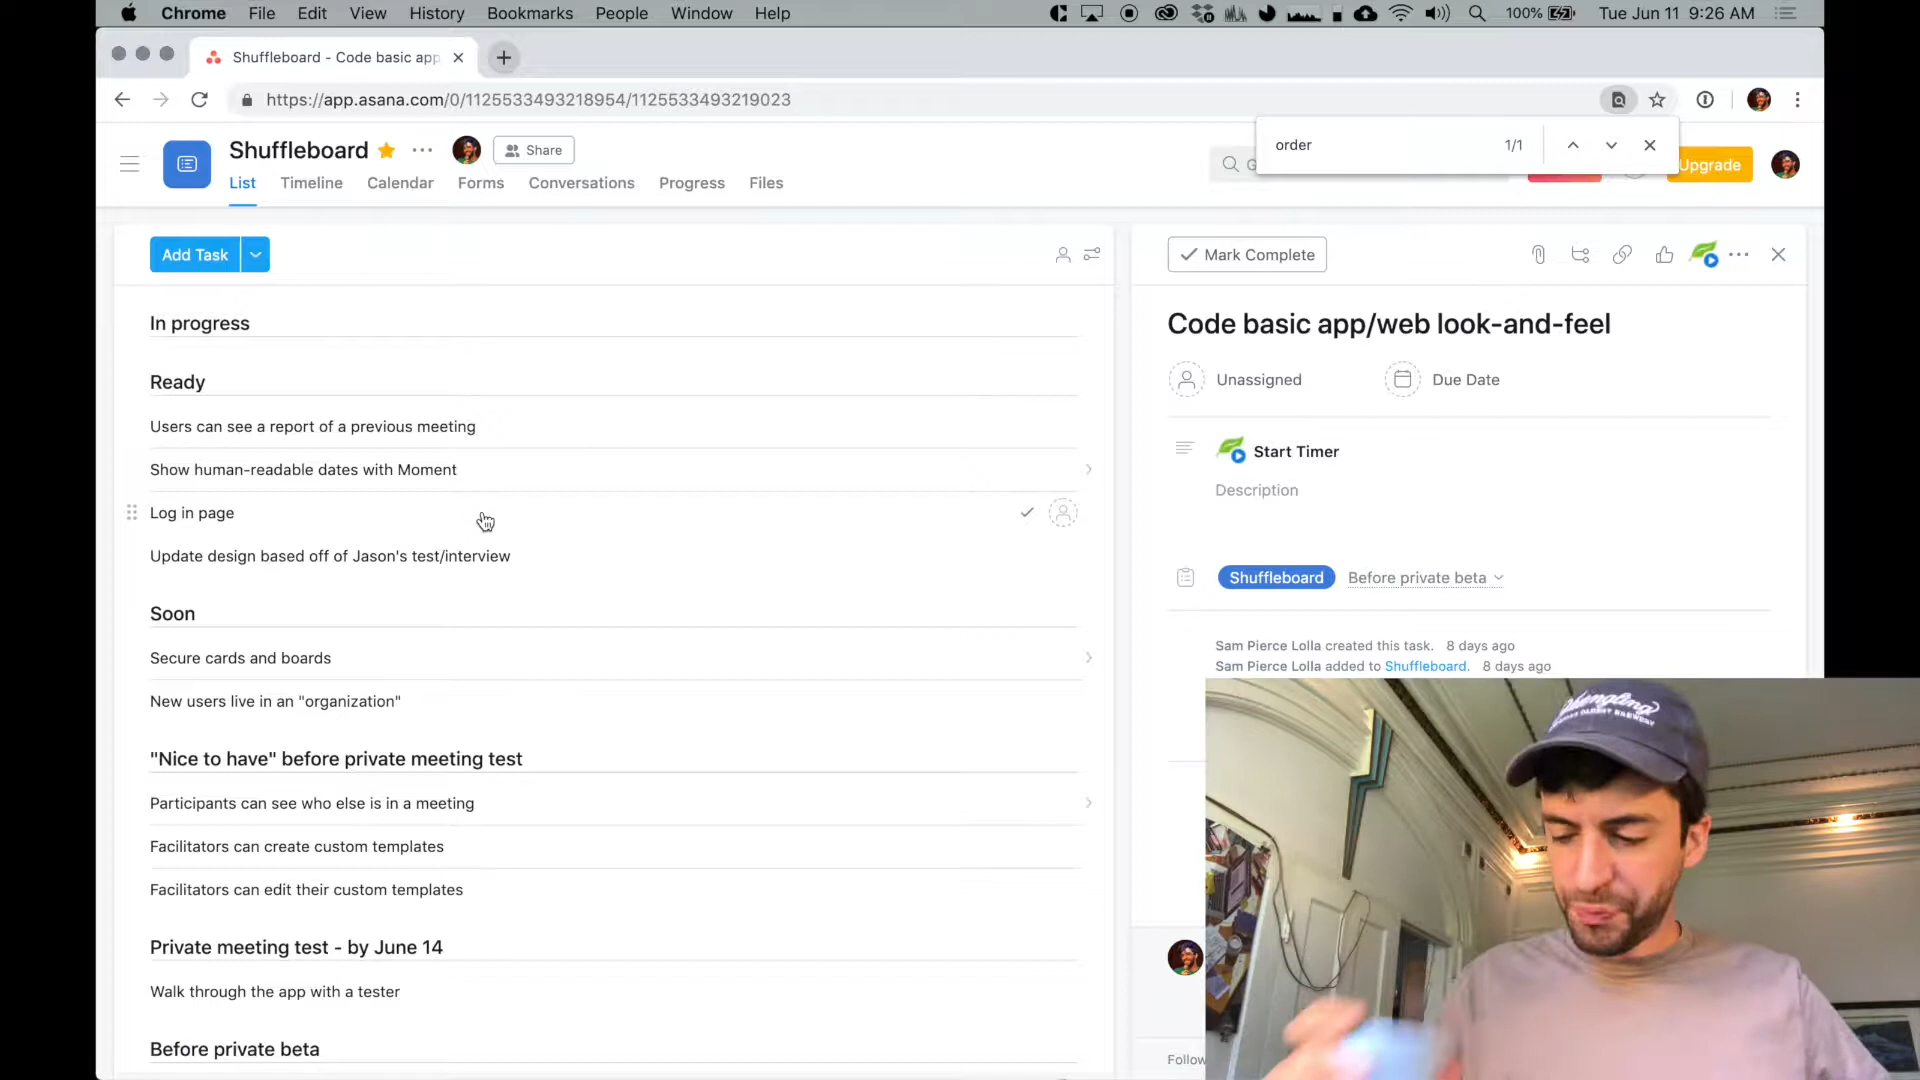 Chrome File Edit View History Bookmarks People Window Help
100% Tue Jun 11 9:26 AM
Shuffleboard - Code basic app
https://app.asana.com/0/1125533493218954/1125533493219023
order 1/1
Shuffleboard
Share
Upgrade
List Timeline Calendar Forms Conversations Progress Files
Add Task
In progress
Ready
Users can see a report of a previous meeting
Show human-readable dates with Moment
Log in page
Update design based off of Jason's test/interview
Soon
Secure cards and boards
New users live in an "organization"
"Nice to have" before private meeting test
Participants can see who else is in a meeting
Facilitators can create custom templates
Facilitators can edit their custom templates
Private meeting test - by June 14
Walk through the app with a tester
Before private beta
Mark Complete
Code basic app/web look-and-feel
Unassigned Due Date
Start Timer
Description
Shuffleboard Before private beta
Sam Pierce Lolla created this task. 8 days ago
Sam Pierce Lolla added to Shuffleboard. 8 days ago
Follow